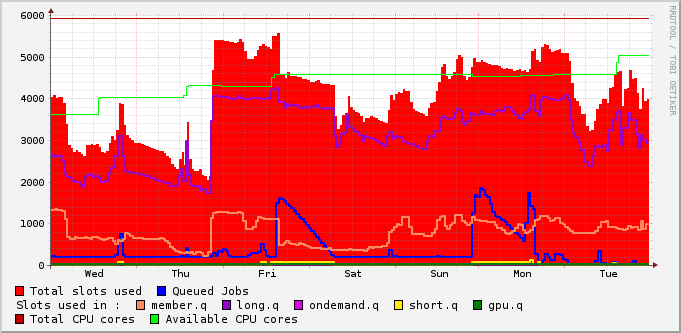 RRDTOOL / TOBI OETIKER
6000
5000
4000
3000
2000
1000
0
Wed Thu Fri Sat Sun Mon Tue
Total slots used Queued Jobs
Slots used in : member.q long.q ondemand.q short.q gpu.q
Total CPU cores Available CPU cores